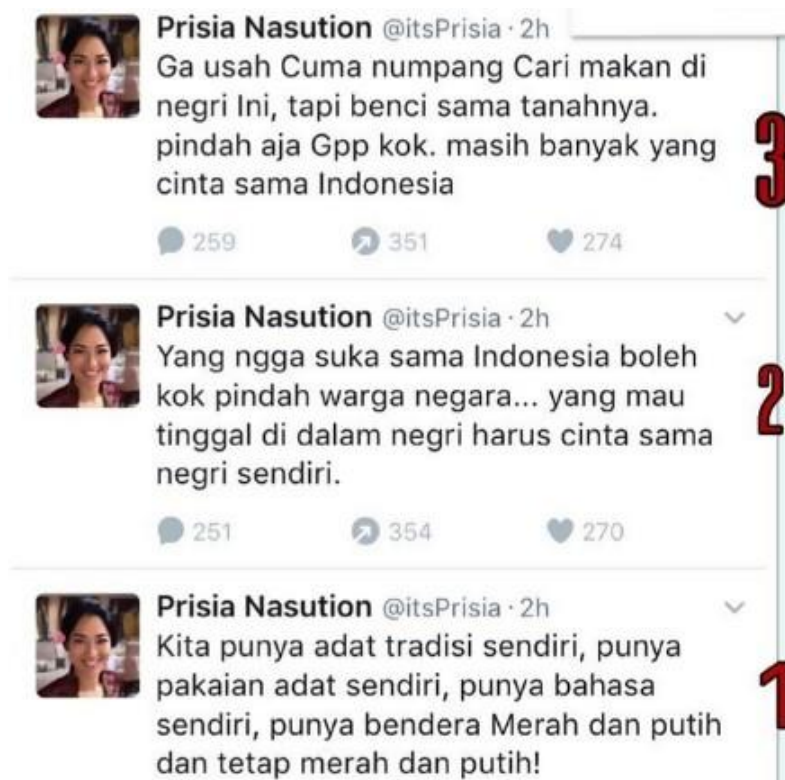 Prisia Nasution @itsPrisia · 2h
Ga usah Cuma numpang Cari makan di
negri Ini, tapi benci sama tanahnya.
pindah aja Gpp kok. masih banyak yang
cinta sama Indonesia
259 351 274
3
Prisia Nasution @itsPrisia · 2h
Yang ngga suka sama Indonesia boleh
kok pindah warga negara... yang mau
tinggal di dalam negri harus cinta sama
negri sendiri.
251 354 270
2
Prisia Nasution @itsPrisia · 2h
Kita punya adat tradisi sendiri, punya
pakaian adat sendiri, punya bahasa
sendiri, punya bendera Merah dan putih
dan tetap merah dan putih!
1